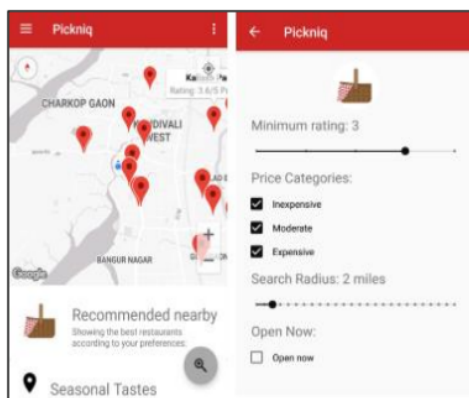 Pickniq
Rating: 3.6/5
CHARKOP GAON
WEST
BANGUR NAGAR
Google
Recommended nearby
Showing the best restaurants
according to your preferences:
Seasonal Tastes
Pickniq
Minimum rating: 3
Price Categories:
Inexpensive
Moderate
Expensive
Search Radius: 2 miles
Open Now:
Open now